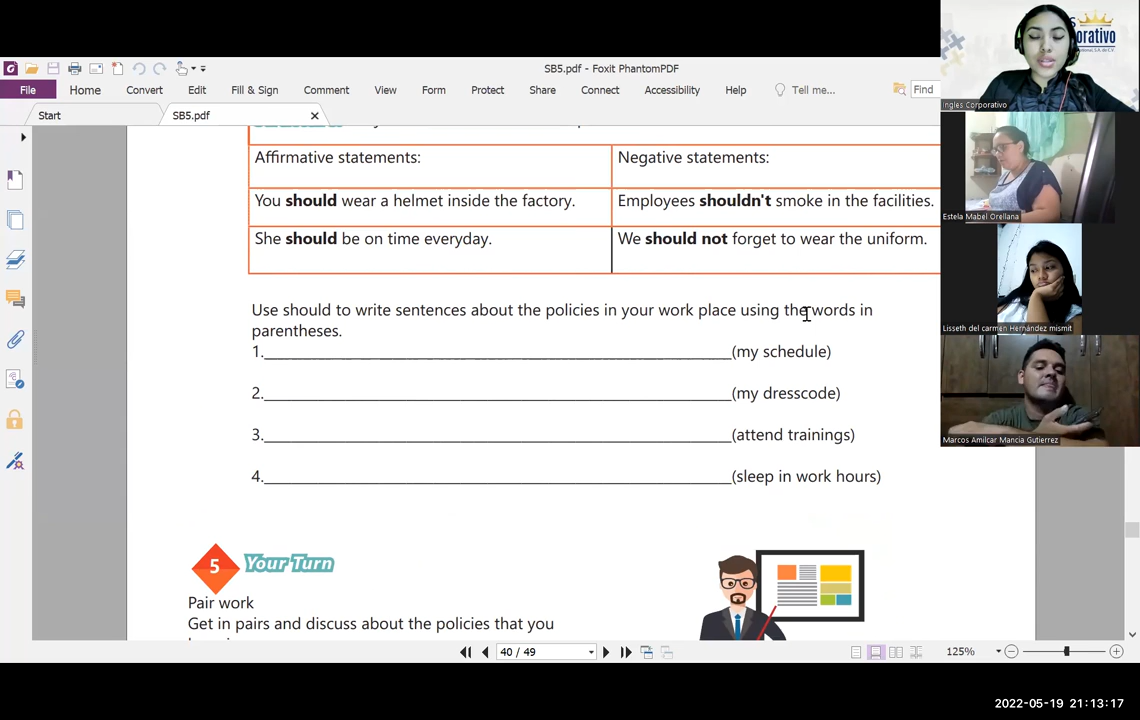 SB5.pdf - Foxit PhantomPDF
File Home Convert Edit Fill & Sign Comment View Form Protect Share Connect Accessibility Help Tell me... Find
Start SB5.pdf
Affirmative statements: Negative statements:
You should wear a helmet inside the factory. Employees shouldn't smoke in the facilities.
She should be on time everyday. We should not forget to wear the uniform.
Use should to write sentences about the policies in your work place using the words in
parentheses.
1. (my schedule)
2. (my dresscode)
3. (attend trainings)
4. (sleep in work hours)
5 Your Turn
Pair work
Get in pairs and discuss about the policies that you
40 / 49
125%
orativo
Ingles Corporativo
Estela Mabel Orellana
Lisseth del carmen Hernández mismit
Marcos Amilcar Mancia Gutierrez
2022-05-19 21:13:17